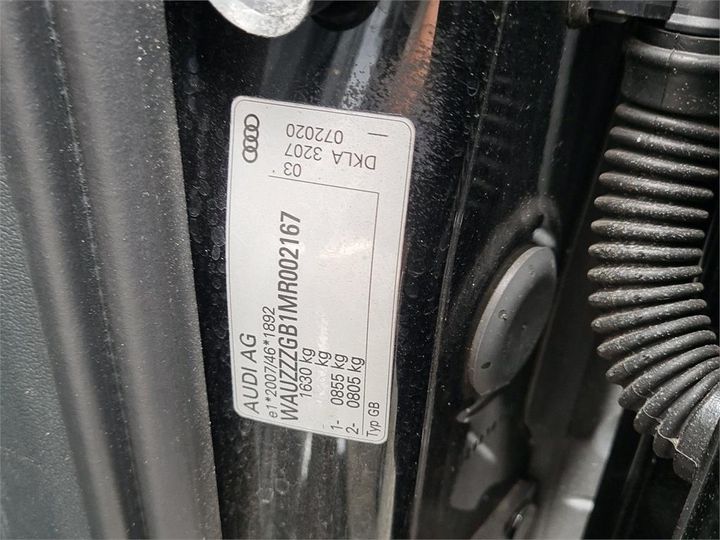 AUDI AG
e1*2007/46*1892
WAUZZZGB1MR002167
1630 kg
kg
1- 0855 kg
2- 0805 kg
Typ GB
03
DKLA 3207
072020